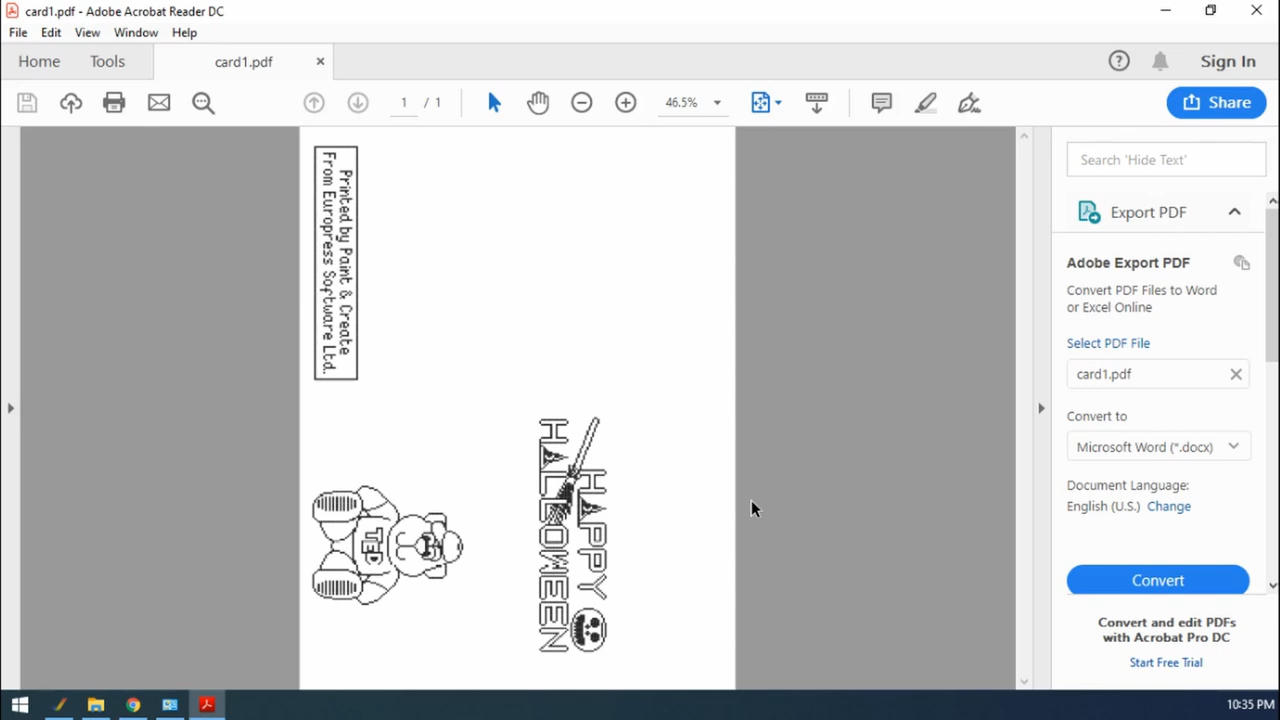 card1.pdf - Adobe Acrobat Reader DC
File Edit View Window Help
Home Tools card1.pdf Sign In
1 / 1 46.5% Share
Printed by Paint & Create
From Europress Software Ltd.
HAPPY
HALLOWEEN
TED
Search 'Hide Text'
Export PDF
Adobe Export PDF
Convert PDF Files to Word
or Excel Online
Select PDF File
card1.pdf
Convert to
Microsoft Word (*.docx)
Document Language:
English (U.S.) Change
Convert
Convert and edit PDFs
with Acrobat Pro DC
Start Free Trial
10:35 PM